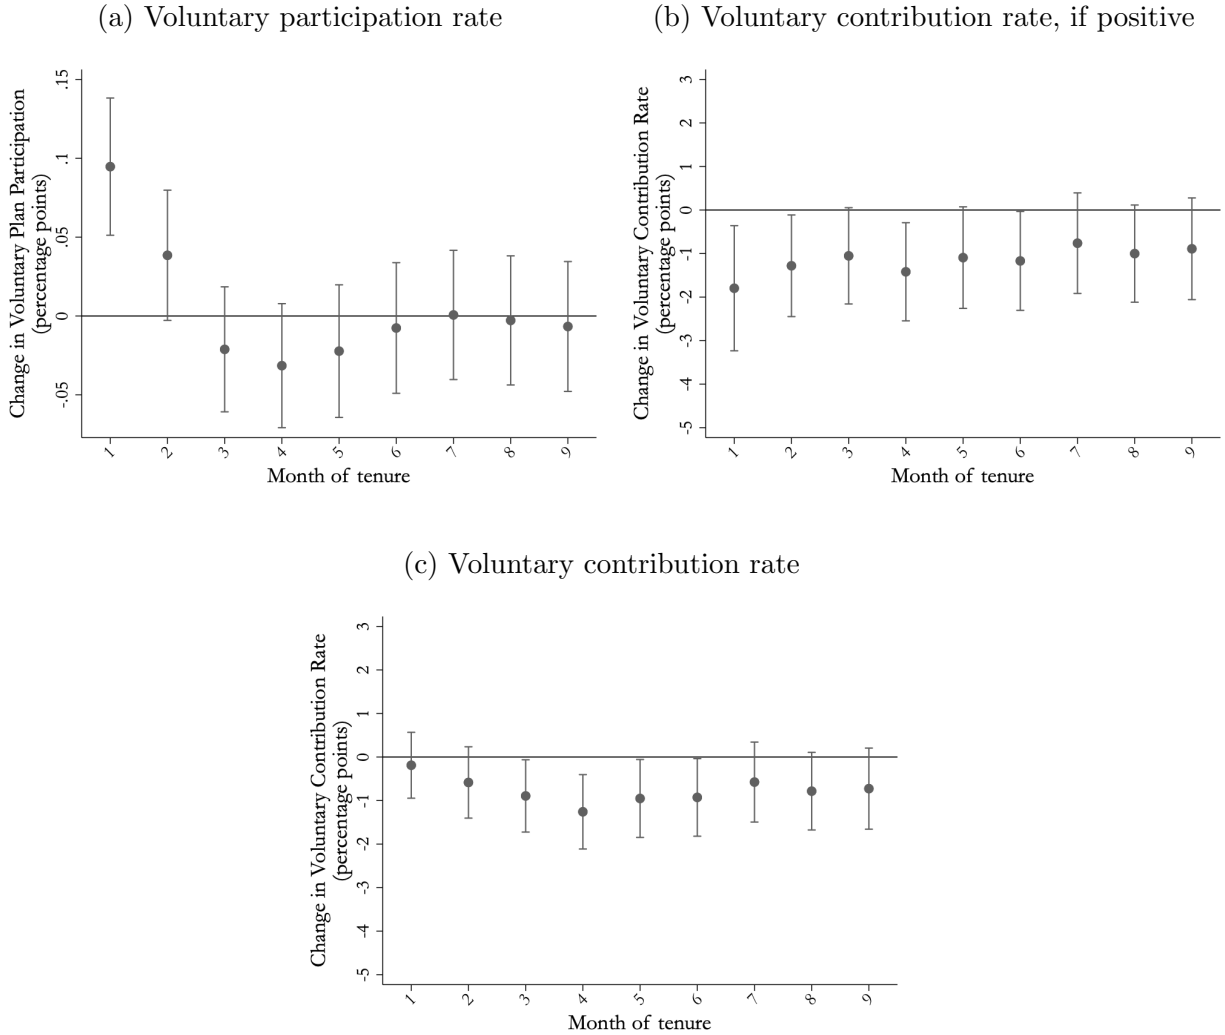 (a) Voluntary participation rate
Change in Voluntary Plan Participation
(percentage points)
.15
.1
.05
0
-.05
1 2 3 4 5 6 7 8 9
Month of tenure
(b) Voluntary contribution rate, if positive
Change in Voluntary Contribution Rate
(percentage points)
3
2
1
0
-1
-2
-3
-4
-5
1 2 3 4 5 6 7 8 9
Month of tenure
(c) Voluntary contribution rate
Change in Voluntary Contribution Rate
(percentage points)
3
2
1
0
-1
-2
-3
-4
-5
1 2 3 4 5 6 7 8 9
Month of tenure